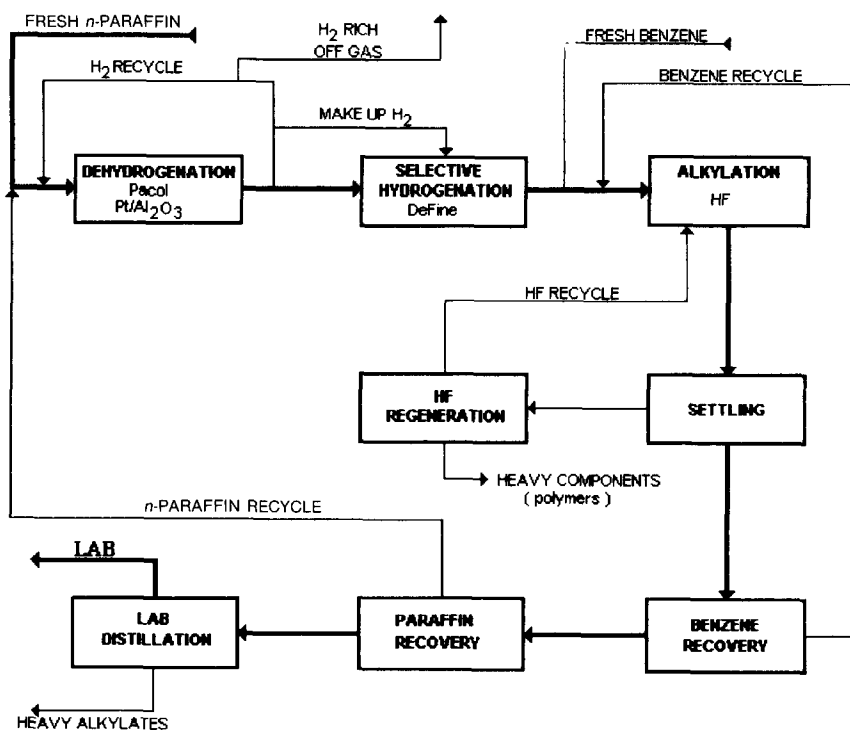 FRESH n-PARAFFIN
H2 RICH
OFF GAS
FRESH BENZENE
H2 RECYCLE
BENZENE RECYCLE
MAKE UP H2
DEHYDROGENATION
Pacol
Pt/Al2O3
SELECTIVE
HYDROGENATION
DeFine
ALKYLATION
HF
HF RECYCLE
HF
REGENERATION
SETTLING
HEAVY COMPONENTS
( polymers )
n-PARAFFIN RECYCLE
LAB
LAB
DISTILLATION
PARAFFIN
RECOVERY
BENZENE
RECOVERY
HEAVY ALKYLATES